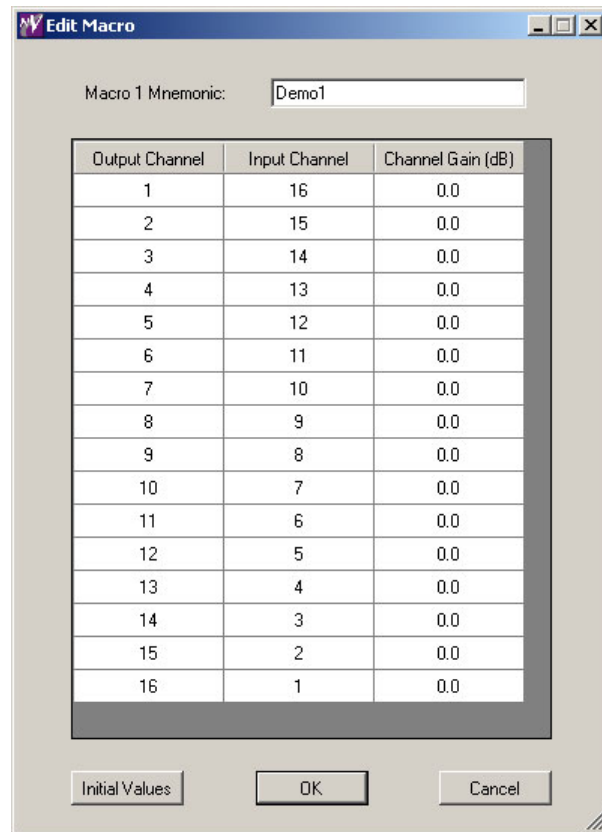 Edit Macro
Macro 1 Mnemonic: Demo1
Output Channel Input Channel Channel Gain (dB)
1 16 0.0
2 15 0.0
3 14 0.0
4 13 0.0
5 12 0.0
6 11 0.0
7 10 0.0
8 9 0.0
9 8 0.0
10 7 0.0
11 6 0.0
12 5 0.0
13 4 0.0
14 3 0.0
15 2 0.0
16 1 0.0
Initial Values OK Cancel